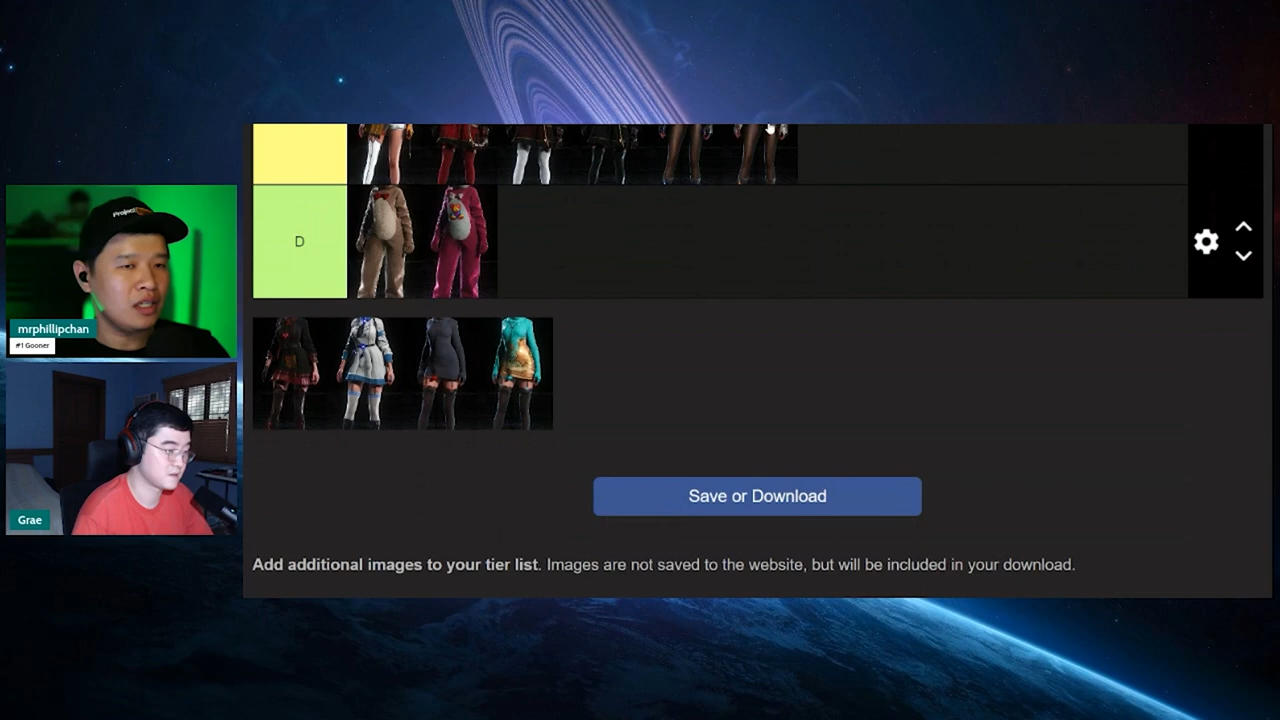 Project
mrphillipchan
#1 Gooner
Grae
D
Save or Download
Add additional images to your tier list. Images are not saved to the website, but will be included in your download.